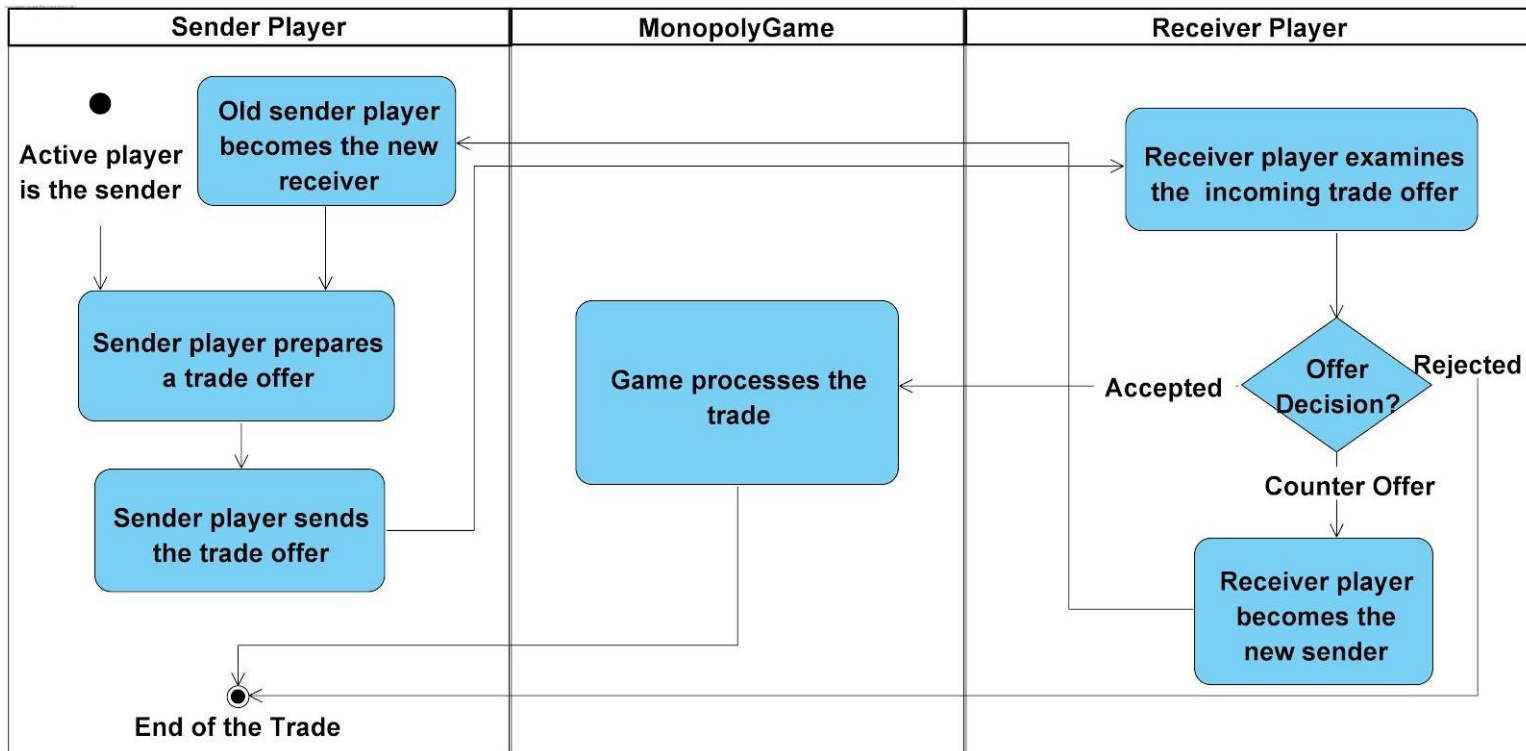 Sender Player
MonopolyGame
Receiver Player
Active player
is the sender
Old sender player
becomes the new
receiver
Sender player prepares
a trade offer
Sender player sends
the trade offer
End of the Trade
Game processes the
trade
Receiver player examines
the incoming trade offer
Offer
Decision?
Accepted
Rejected
Counter Offer
Receiver player
becomes the
new sender